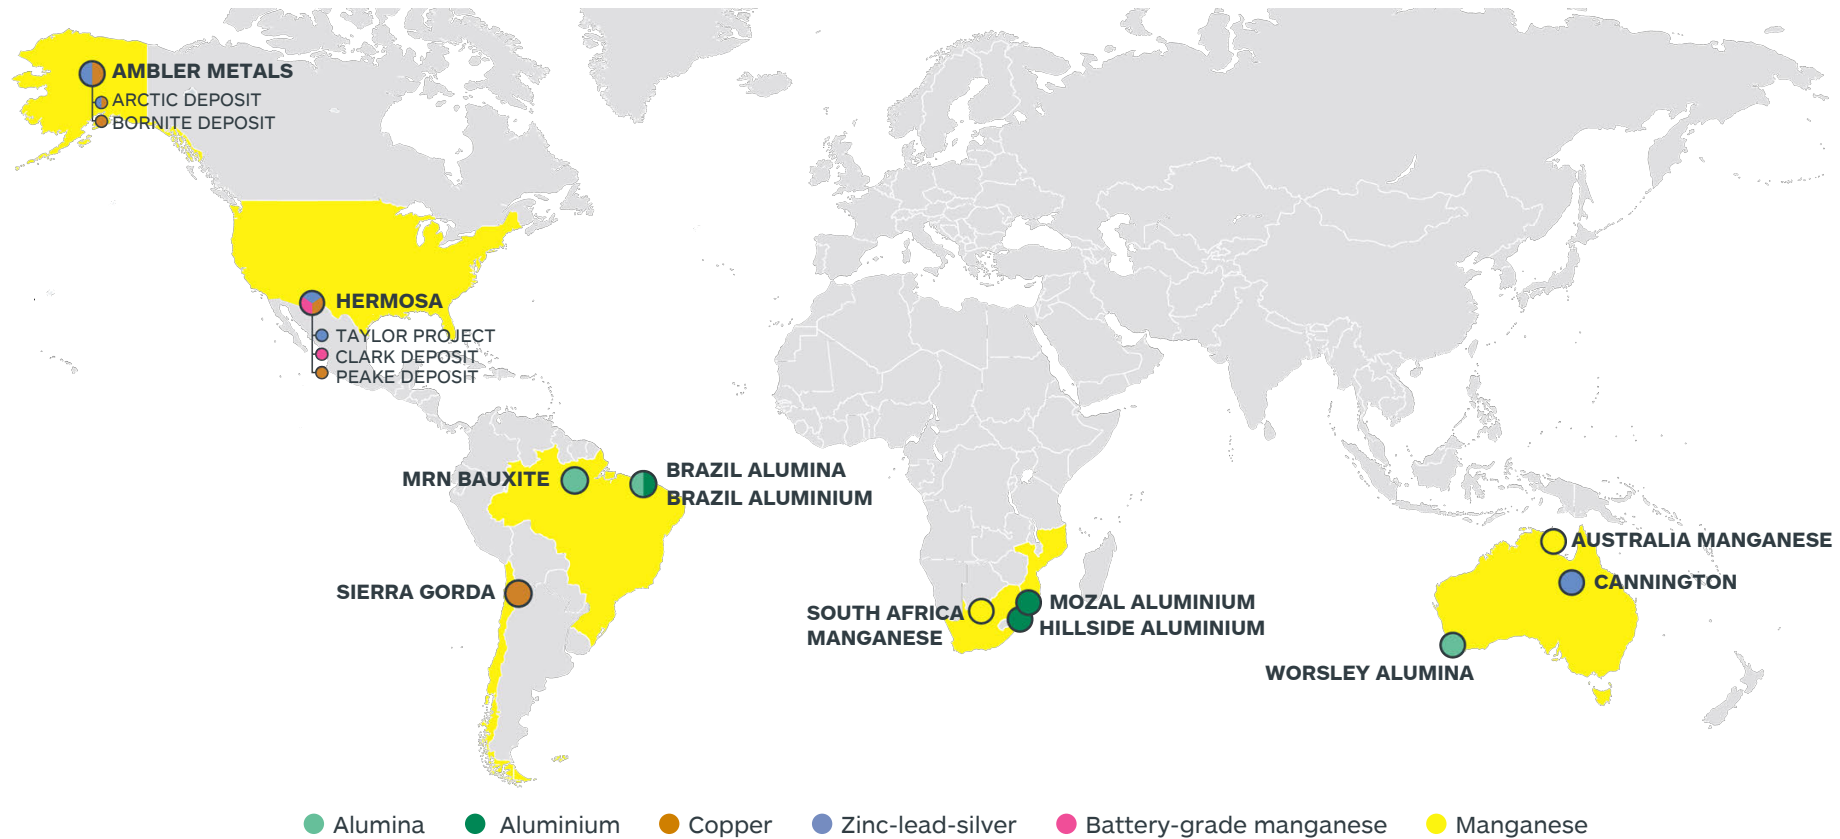 AMBLER METALS
ARCTIC DEPOSIT
BORNITE DEPOSIT
HERMOSA
TAYLOR PROJECT
CLARK DEPOSIT
PEAKE DEPOSIT
MRN BAUXITE
BRAZIL ALUMINA
BRAZIL ALUMINIUM
SIERRA GORDA
SOUTH AFRICA
MANGANESE
MOZAL ALUMINIUM
HILLSIDE ALUMINIUM
AUSTRALIA MANGANESE
CANNINGTON
WORSLEY ALUMINA
Alumina
Aluminium
Copper
Zinc-lead-silver
Battery-grade manganese
Manganese